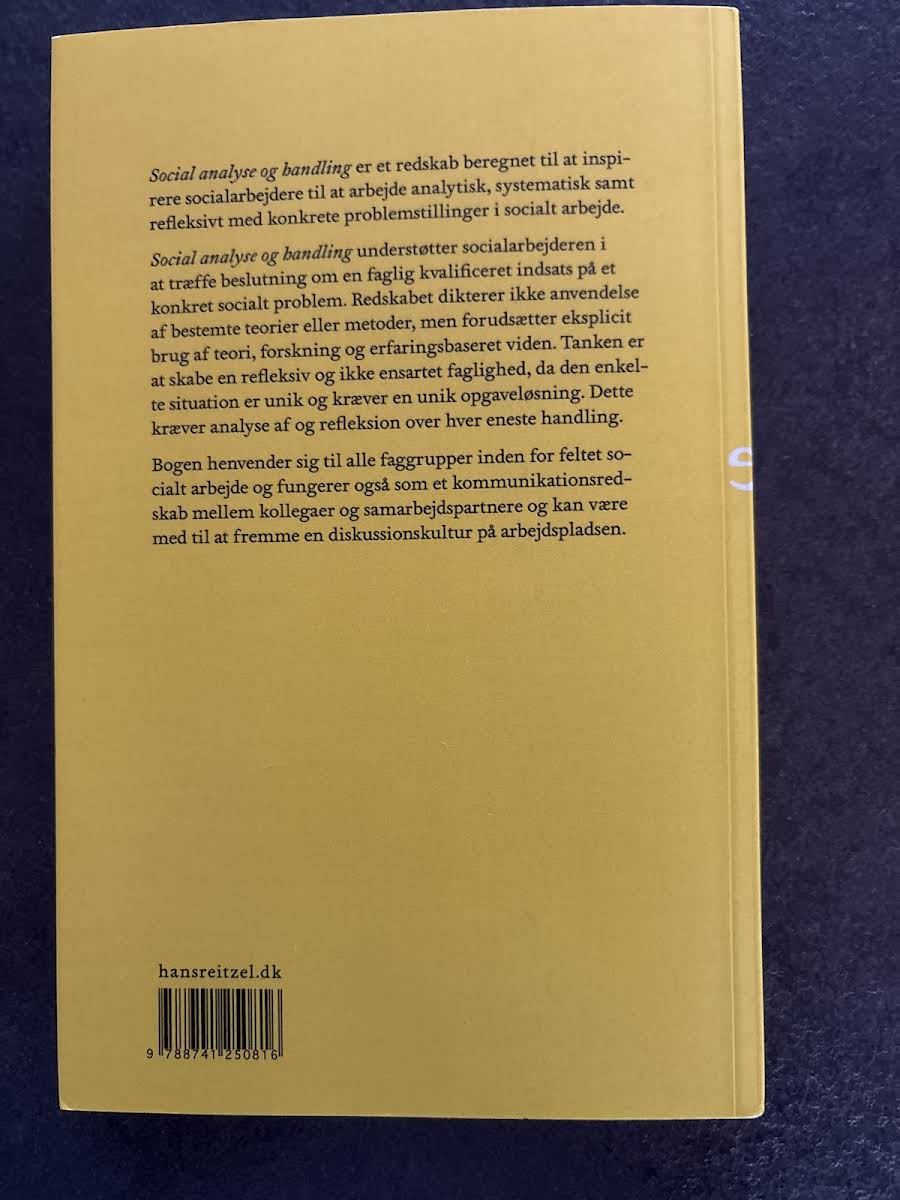 Social analyse og handling er et redskab beregnet til at inspi-
rere socialarbejdere til at arbejde analytisk, systematisk samt
refleksivt med konkrete problemstillinger i socialt arbejde.
Social analyse og handling understøtter socialarbejderen i
at træffe beslutning om en faglig kvalificeret indsats på et
konkret socialt problem. Redskabet dikterer ikke anvendelse
af bestemte teorier eller metoder, men forudsætter eksplicit
brug af teori, forskning og erfaringsbaseret viden. Tanken er
at skabe en refleksiv og ikke ensartet faglighed, da den enkel-
te situation er unik og kræver en unik opgaveløsning. Dette
kræver analyse af og refleksion over hver eneste handling.
Bogen henvender sig til alle faggrupper inden for feltet so-
cialt arbejde og fungerer også som et kommunikationsred-
skab mellem kollegaer og samarbejdspartnere og kan være
med til at fremme en diskussionskultur på arbejdspladsen.
hansreitzel.dk
9 788741 250816